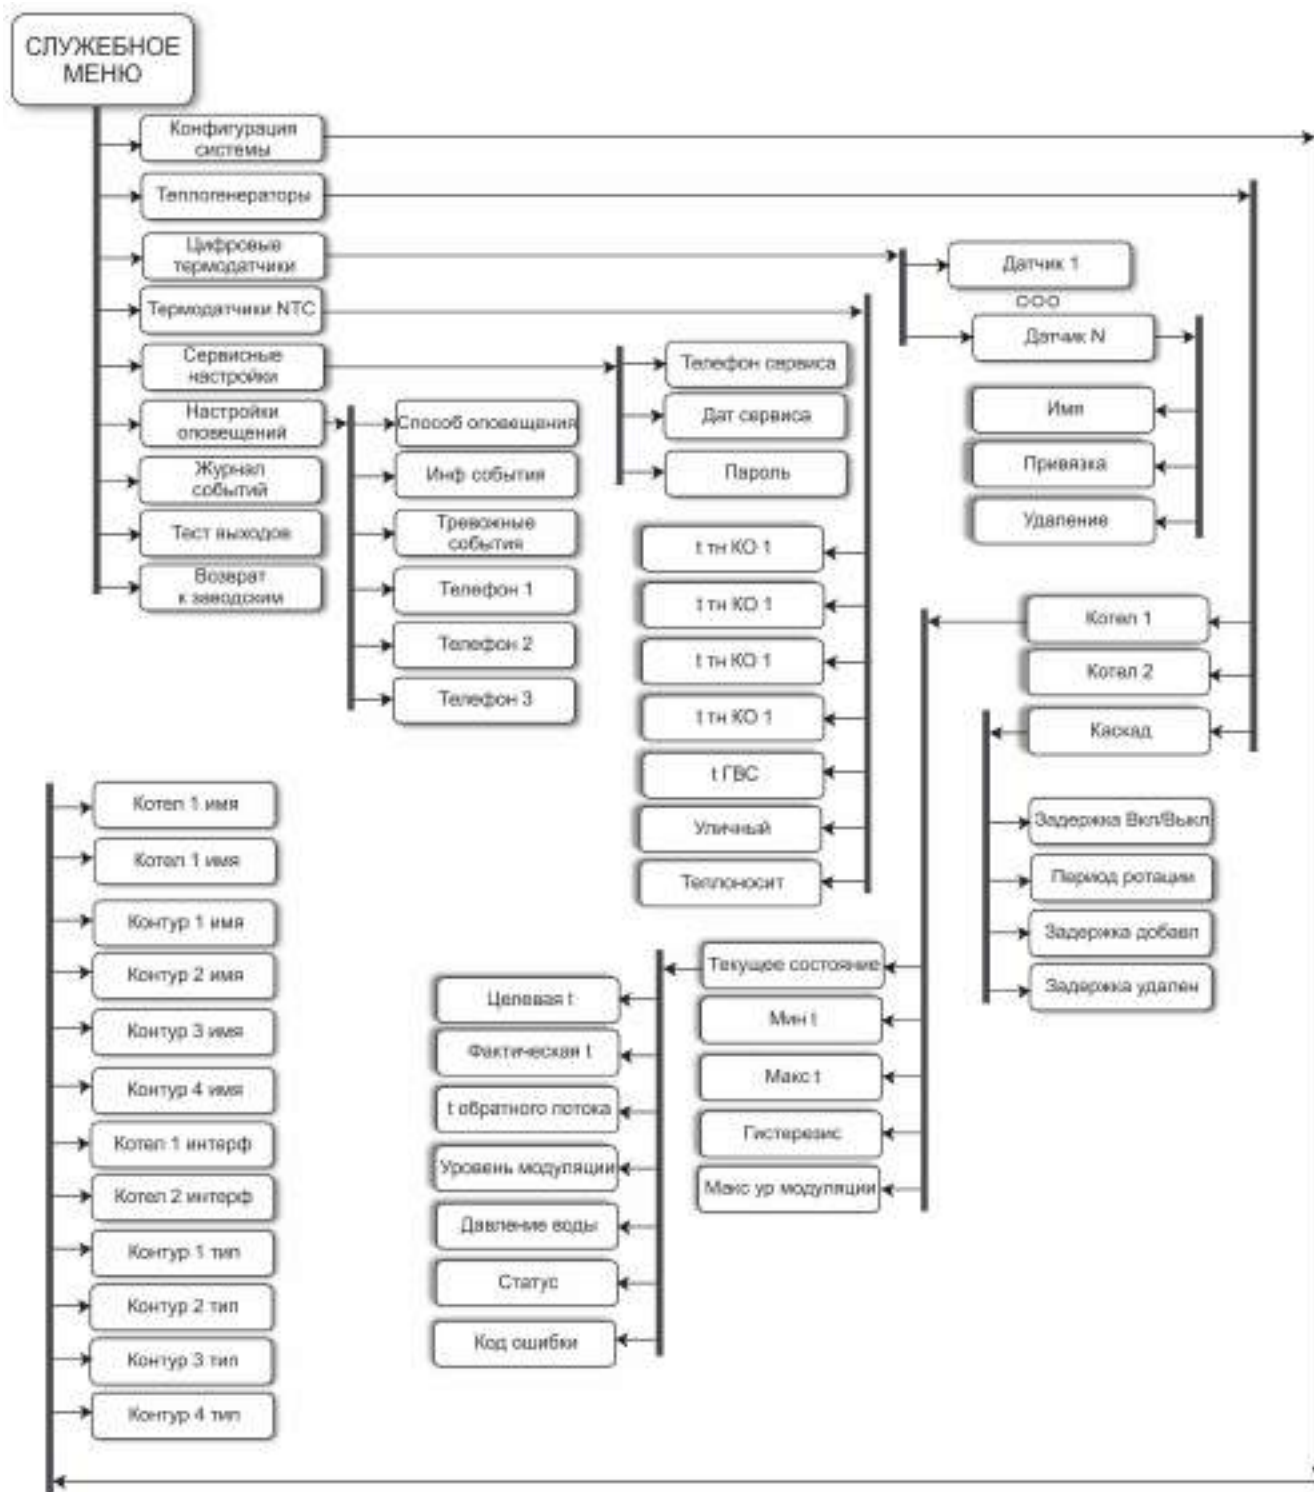 СЛУЖЕБНОЕ
МЕНЮ
Конфигурация
системы
Теплогенераторы
Цифровые
термодатчики
Термодатчики NTC
Сервисные
настройки
Настройки
оповещений
Журнал
событий
Тест выходов
Возврат
к заводским
Способ оповещения
Инф события
Тревожные
события
Телефон 1
Телефон 2
Телефон 3
Телефон сервиса
Дат сервиса
Пароль
Датчик 1
Датчик N
Имя
Привязка
Удаление
t тн КО 1
t тн КО 1
t тн КО 1
t тн КО 1
t ГВС
Уличный
Теплоносит
Котел 1
Котел 2
Каскад
Задержка Вкл/Выкл
Период ротации
Задержка добавл
Задержка удален
Текущее состояние
Мин t
Макс t
Гистерезис
Макс ур модуляции
Целевая t
Фактическая t
t обратного потока
Уровень модуляции
Давление воды
Статус
Код ошибки
Котел 1 имя
Котел 1 имя
Контур 1 имя
Контур 2 имя
Контур 3 имя
Контур 4 имя
Котел 1 интерф
Котел 2 интерф
Контур 1 тип
Контур 2 тип
Контур 3 тип
Контур 4 тип